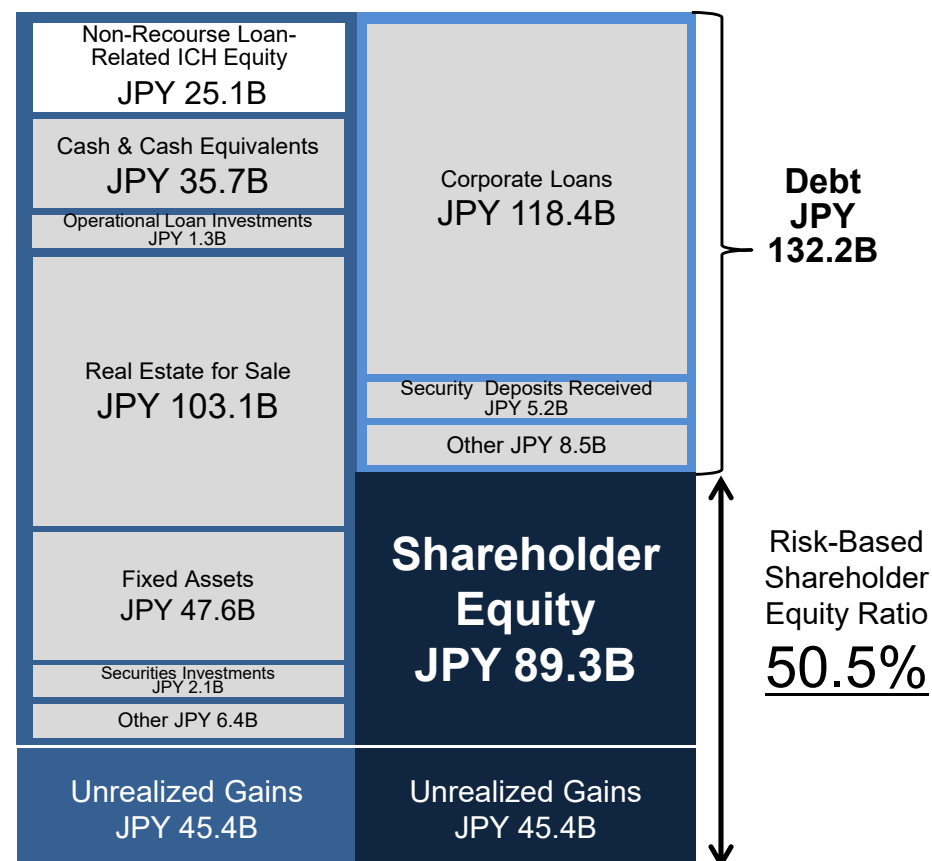 Non-Recourse Loan-
Related ICH Equity
JPY 25.1B
Cash & Cash Equivalents
JPY 35.7B
Operational Loan Investments
JPY 1.3B
Real Estate for Sale
JPY 103.1B
Fixed Assets
JPY 47.6B
Securities Investments
JPY 2.1B
Other JPY 6.4B
Unrealized Gains
JPY 45.4B
Corporate Loans
JPY 118.4B
Security Deposits Received
JPY 5.2B
Other JPY 8.5B
Shareholder
Equity
JPY 89.3B
Unrealized Gains
JPY 45.4B
Debt
JPY
132.2B
Risk-Based
Shareholder
Equity Ratio
50.5%